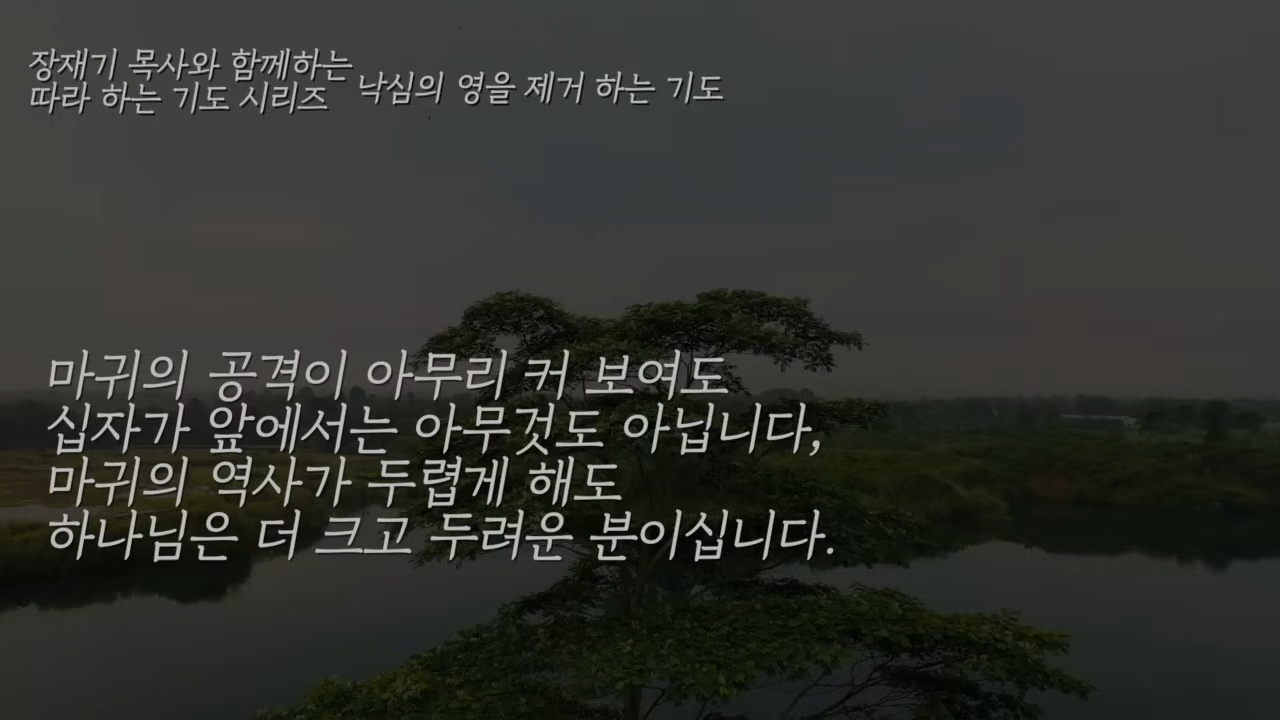 장재기 목사와 함께하는
따라 하는 기도 시리즈
낙심의 영을 제거 하는 기도
마귀의 공격이 아무리 커 보여도
십자가 앞에서는 아무것도 아닙니다,
마귀의 역사가 두렵게 해도
하나님은 더 크고 두려운 분이십니다.